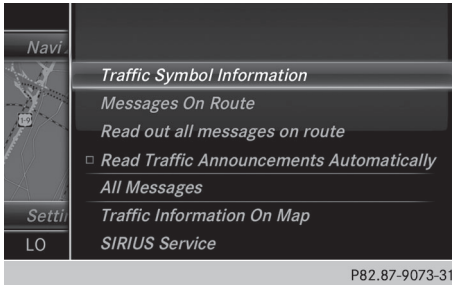 Navi
Traffic Symbol Information
Messages On Route
Read out all messages on route
Read Traffic Announcements Automatically
All Messages
Traffic Information On Map
SIRIUS Service
LO
P82.87-9073-31